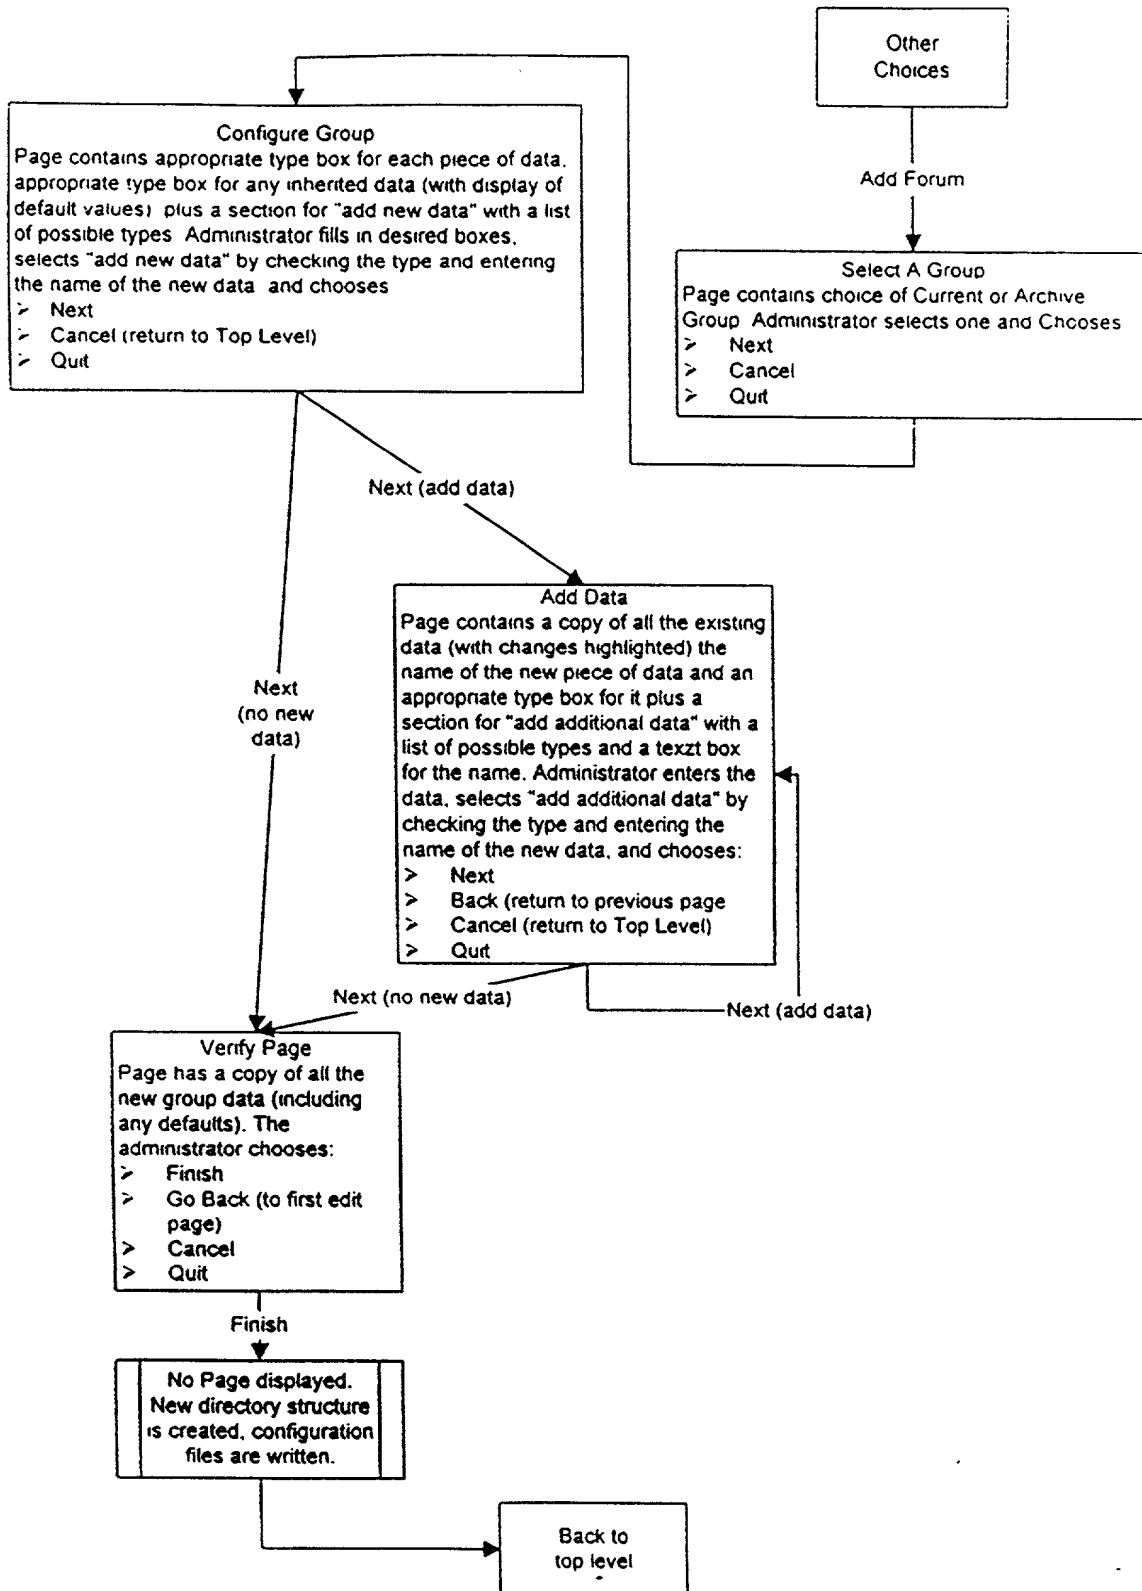 Other
Choices
Add Forum
Select A Group
Page contains choice of Current or Archive
Group Administrator selects one and Chooses
➢ Next
➢ Cancel
➢ Quit
Configure Group
Page contains appropriate type box for each piece of data.
appropriate type box for any inherited data (with display of
default values) plus a section for "add new data" with a list
of possible types Administrator fills in desired boxes,
selects "add new data" by checking the type and entering
the name of the new data and chooses
➢ Next
➢ Cancel (return to Top Level)
➢ Quit
Next (add data)
Next
(no new
data)
Add Data
Page contains a copy of all the existing
data (with changes highlighted) the
name of the new piece of data and an
appropriate type box for it plus a
section for "add additional data" with a
list of possible types and a texzt box
for the name. Administrator enters the
data, selects "add additional data" by
checking the type and entering the
name of the new data, and chooses:
➢ Next
➢ Back (return to previous page
➢ Cancel (return to Top Level)
➢ Quit
Next (no new data)
Next (add data)
Verify Page
Page has a copy of all the
new group data (including
any defaults). The
administrator chooses:
➢ Finish
➢ Go Back (to first edit
page)
➢ Cancel
➢ Quit
Finish
No Page displayed.
New directory structure
is created, configuration
files are written.
Back to
top level